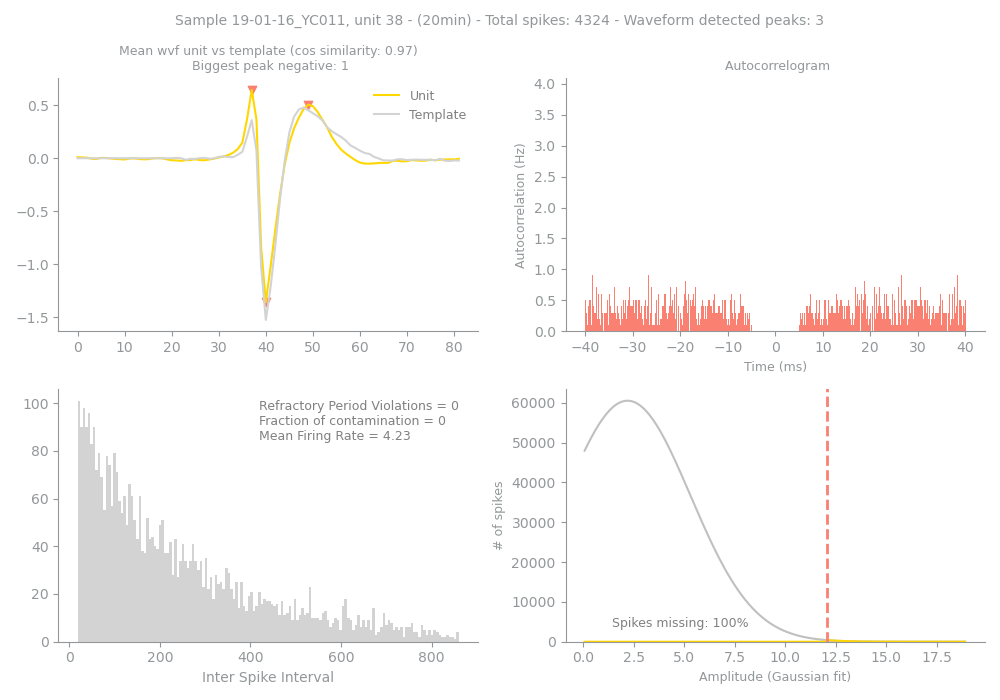 Sample 19-01-16_YC011, unit 38 - (20min) - Total spikes: 4324 - Waveform detected peaks: 3
Mean wvf unit vs template (cos similarity: 0.97)
Biggest peak negative: 1
Unit
Template
0.5
0.0
−0.5
−1.0
−1.5
0 10 20 30 40 50 60 70 80
Autocorrelogram
Autocorrelation (Hz)
4.0
3.5
3.0
2.5
2.0
1.5
1.0
0.5
0.0
−40 −30 −20 −10 0 10 20 30 40
Time (ms)
Refractory Period Violations = 0
Fraction of contamination = 0
Mean Firing Rate = 4.23
100
80
60
40
20
0
0 200 400 600 800
Inter Spike Interval
# of spikes
60000
50000
40000
30000
20000
10000
0
Spikes missing: 100%
0.0 2.5 5.0 7.5 10.0 12.5 15.0 17.5
Amplitude (Gaussian fit)